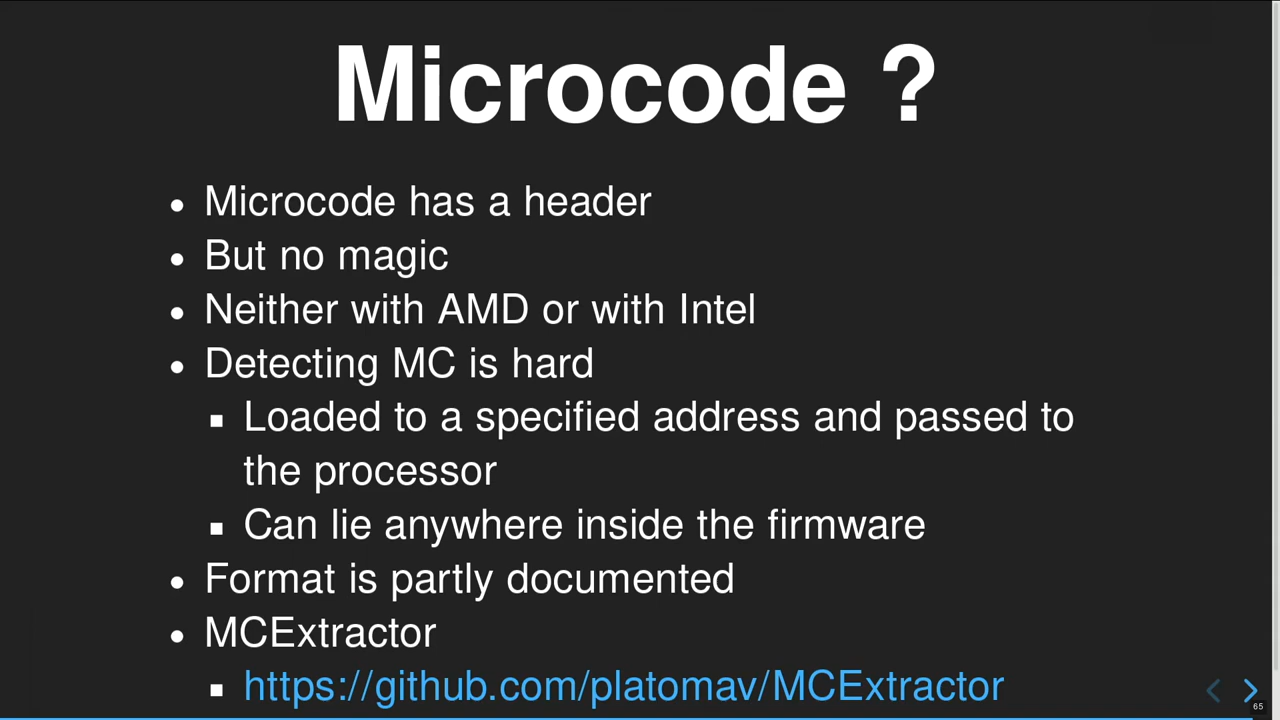 Microcode ?
Microcode has a header
But no magic
Neither with AMD or with Intel
Detecting MC is hard
Loaded to a specified address and passed to
the processor
Can lie anywhere inside the firmware
Format is partly documented
MCExtractor
https://github.com/platomav/MCExtractor
65